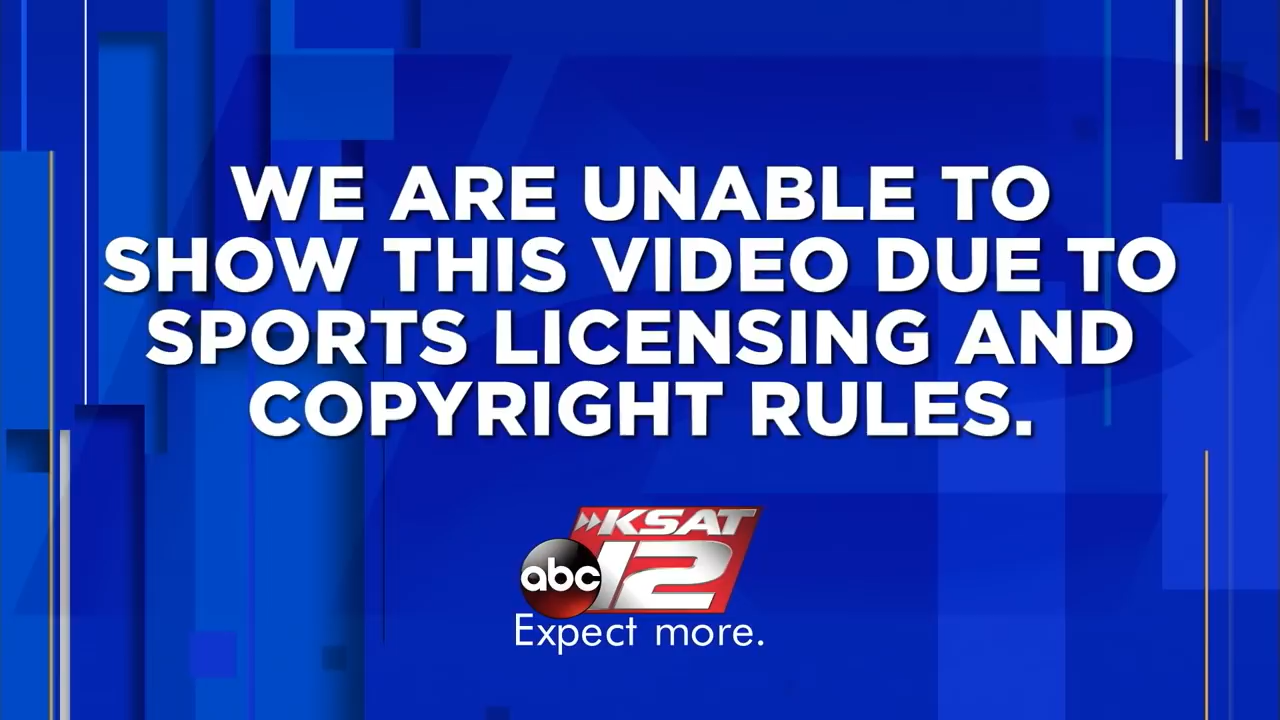 WE ARE UNABLE TO
SHOW THIS VIDEO DUE TO
SPORTS LICENSING AND
COPYRIGHT RULES.
KSAT
abc 12
Expect more.